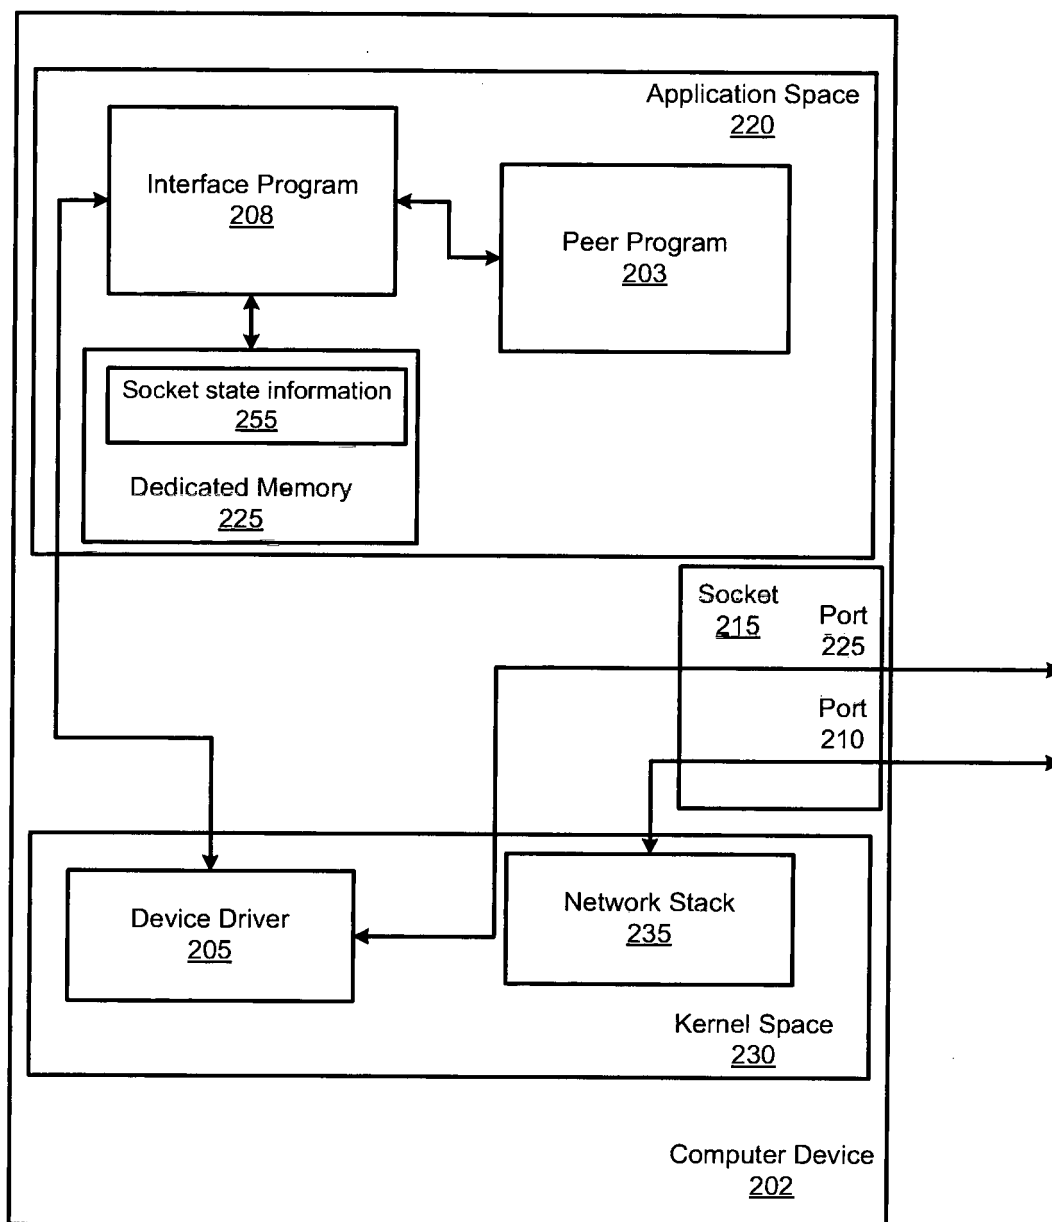 Application Space
220
Interface Program
208
Peer Program
203
Socket state information
255
Dedicated Memory
225
Socket
215
Port
225
Port
210
Device Driver
205
Network Stack
235
Kernel Space
230
Computer Device
202